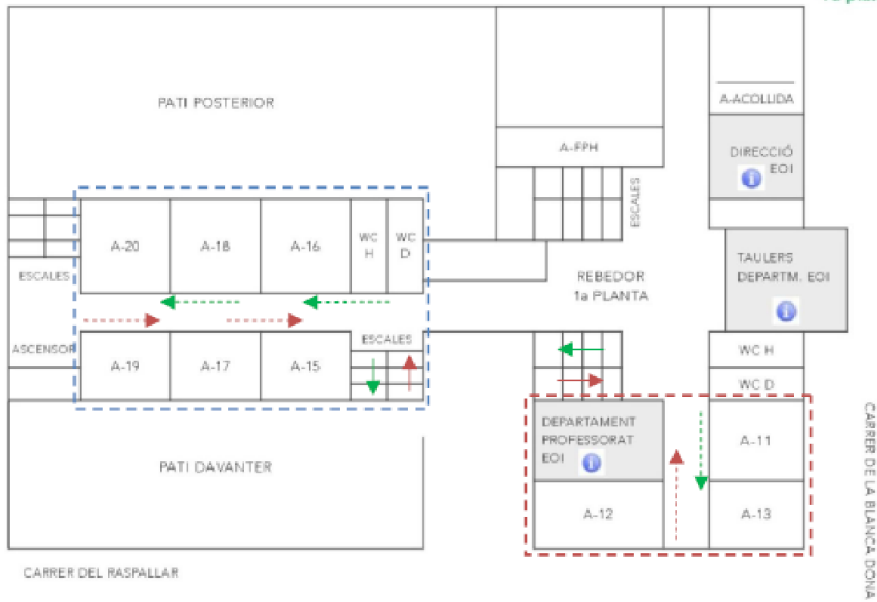 PATI POSTERIOR
A-ACOLLIDA
A-FPH
DIRECCIÓ
EOI
ESCALES
A-20
A-18
A-16
WC
H
WC
D
ESCALES
REBEDOR
1a PLANTA
TAULERS
DEPARTM. EOI
ASCENSOR
A-19
A-17
A-15
ESCALES
WC H
WC D
DEPARTAMENT
PROFESSORAT
EOI
A-11
PATI DAVANTER
A-12
A-13
CARRER DEL RASPALLAR
CARRER DE LA BLANCA DONA